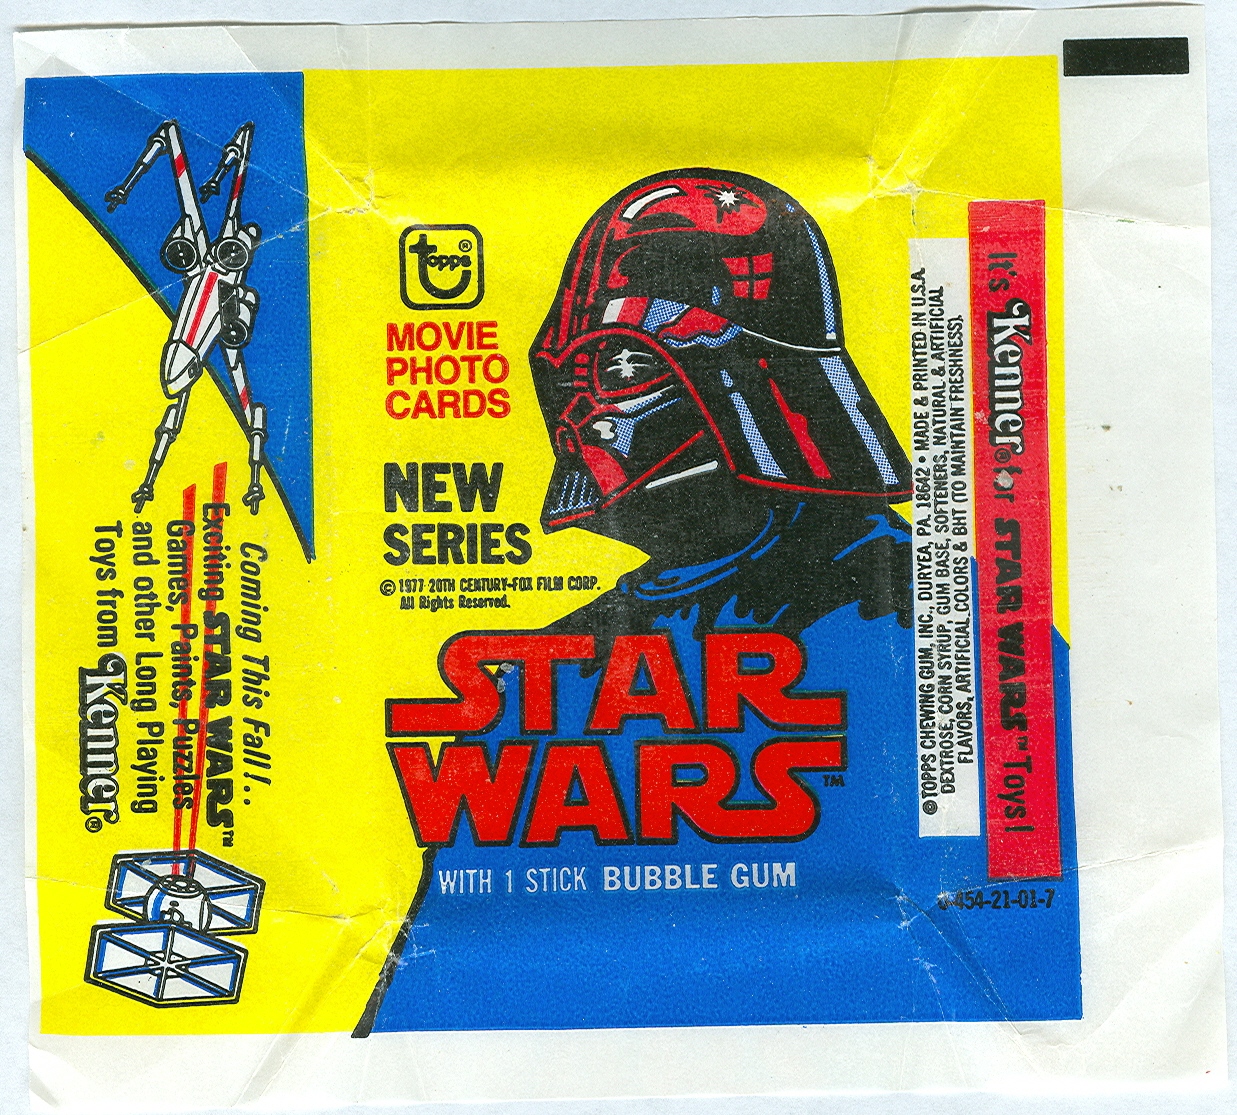 topps®
MOVIE
PHOTO
CARDS
NEW
SERIES
© 1977 20TH CENTURY-FOX FILM CORP.
All Rights Reserved.
STAR
WARS™
WITH 1 STICK BUBBLE GUM
Coming This Fall!...
Exciting STAR WARS™
Games, Paints, Puzzles
and other Long Playing
Toys from Kenner®
©TOPPS CHEWING GUM, INC., DURYEA, PA. 18642 • MADE & PRINTED IN U.S.A.
DEXTROSE, CORN SYRUP, GUM BASE, SOFTENERS, NATURAL & ARTIFICIAL
FLAVORS, ARTIFICIAL COLORS & BHT (TO MAINTAIN FRESHNESS).
It's Kenner® for STAR WARS™ Toys!
0-454-21-01-7